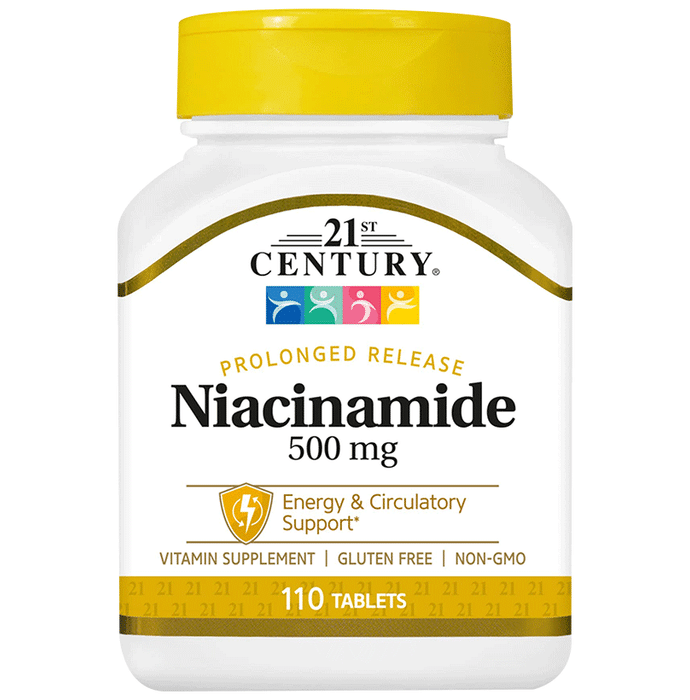 21ST
CENTURY®
PROLONGED RELEASE
Niacinamide
500 mg
Energy & Circulatory
Support*
VITAMIN SUPPLEMENT | GLUTEN FREE | NON-GMO
110 TABLETS